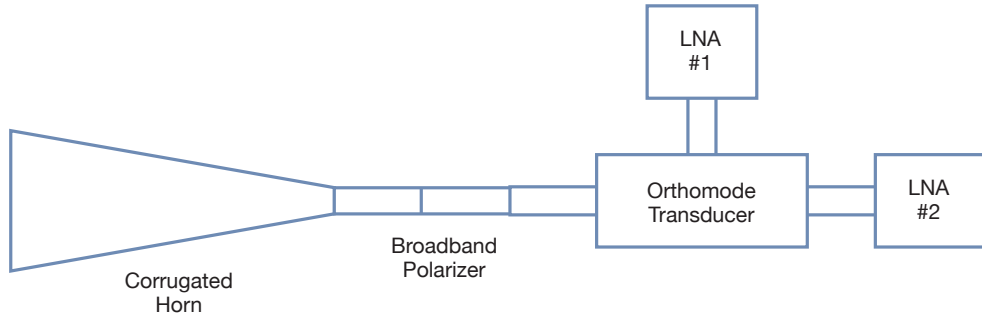 LNA
#1
Orthomode
Transducer
LNA
#2
Broadband
Polarizer
Corrugated
Horn